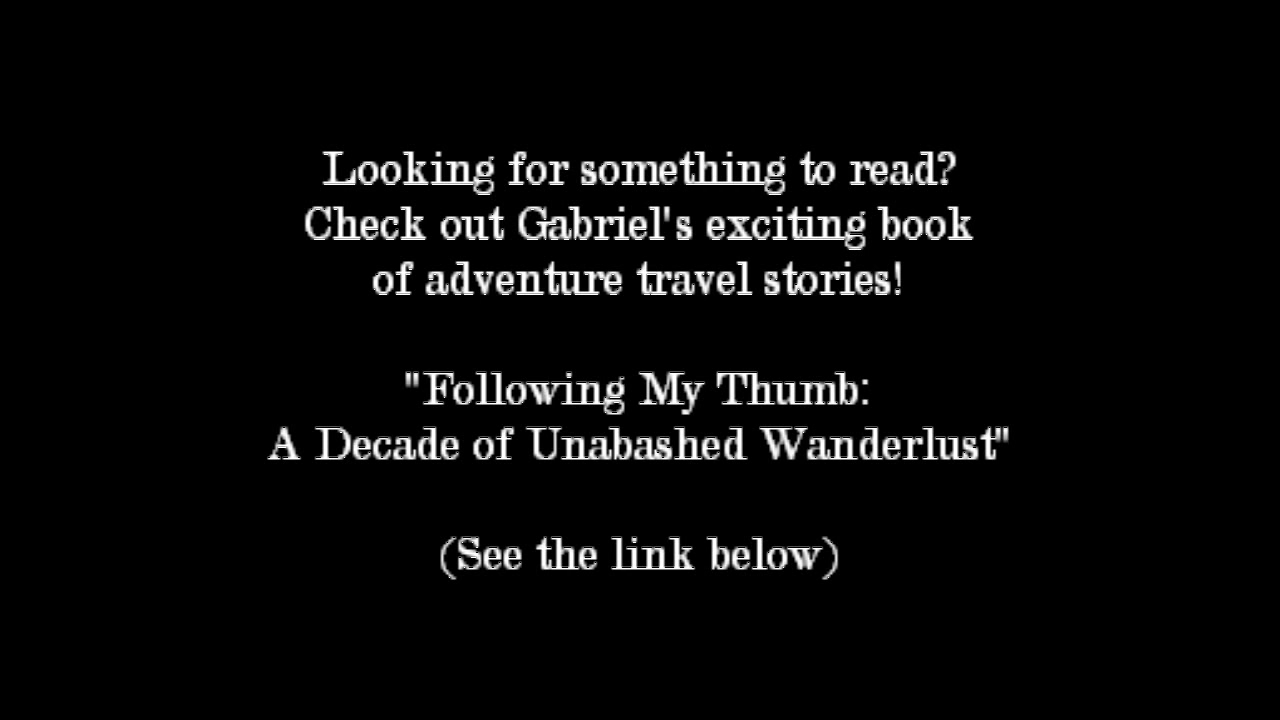 Looking for something to read?
Check out Gabriel's exciting book
of adventure travel stories!
"Following My Thumb:
A Decade of Unabashed Wanderlust"
(See the link below)